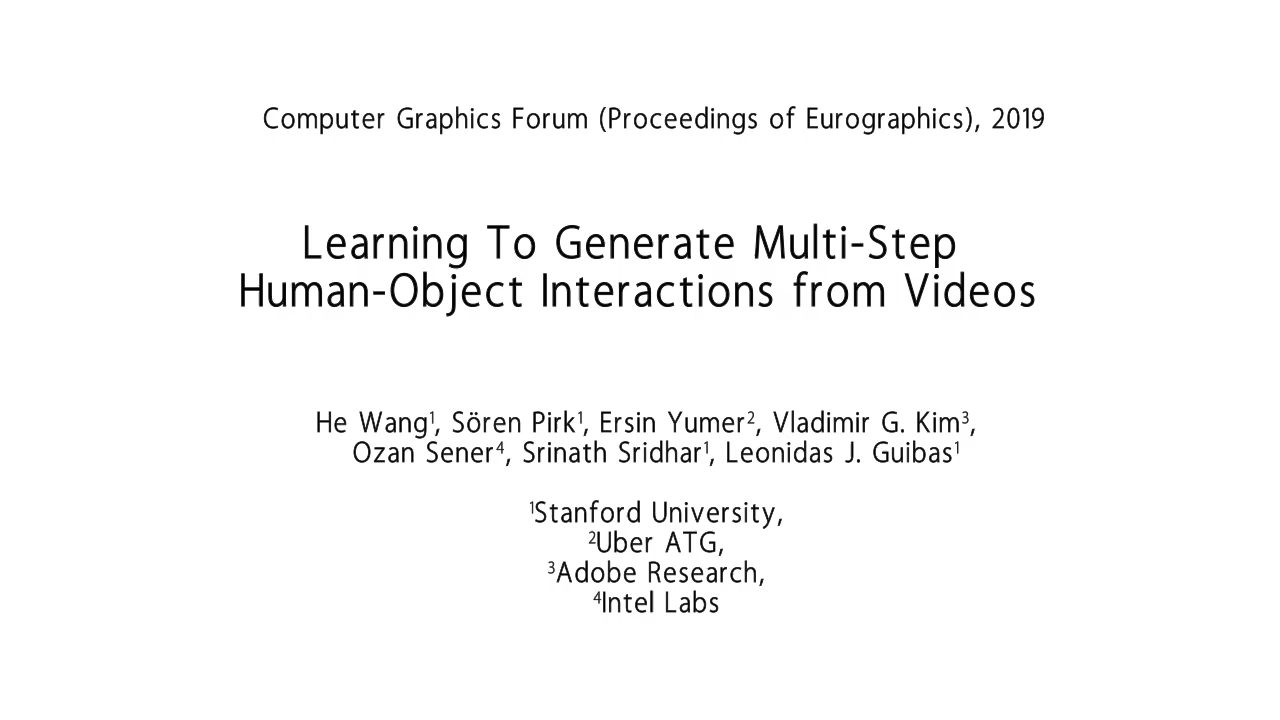 Computer Graphics Forum (Proceedings of Eurographics), 2019
Learning To Generate Multi-Step
Human-Object Interactions from Videos
He Wang¹, Sören Pirk¹, Ersin Yumer², Vladimir G. Kim³,
Ozan Sener⁴, Srinath Sridhar¹, Leonidas J. Guibas¹
¹Stanford University,
²Uber ATG,
³Adobe Research,
⁴Intel Labs